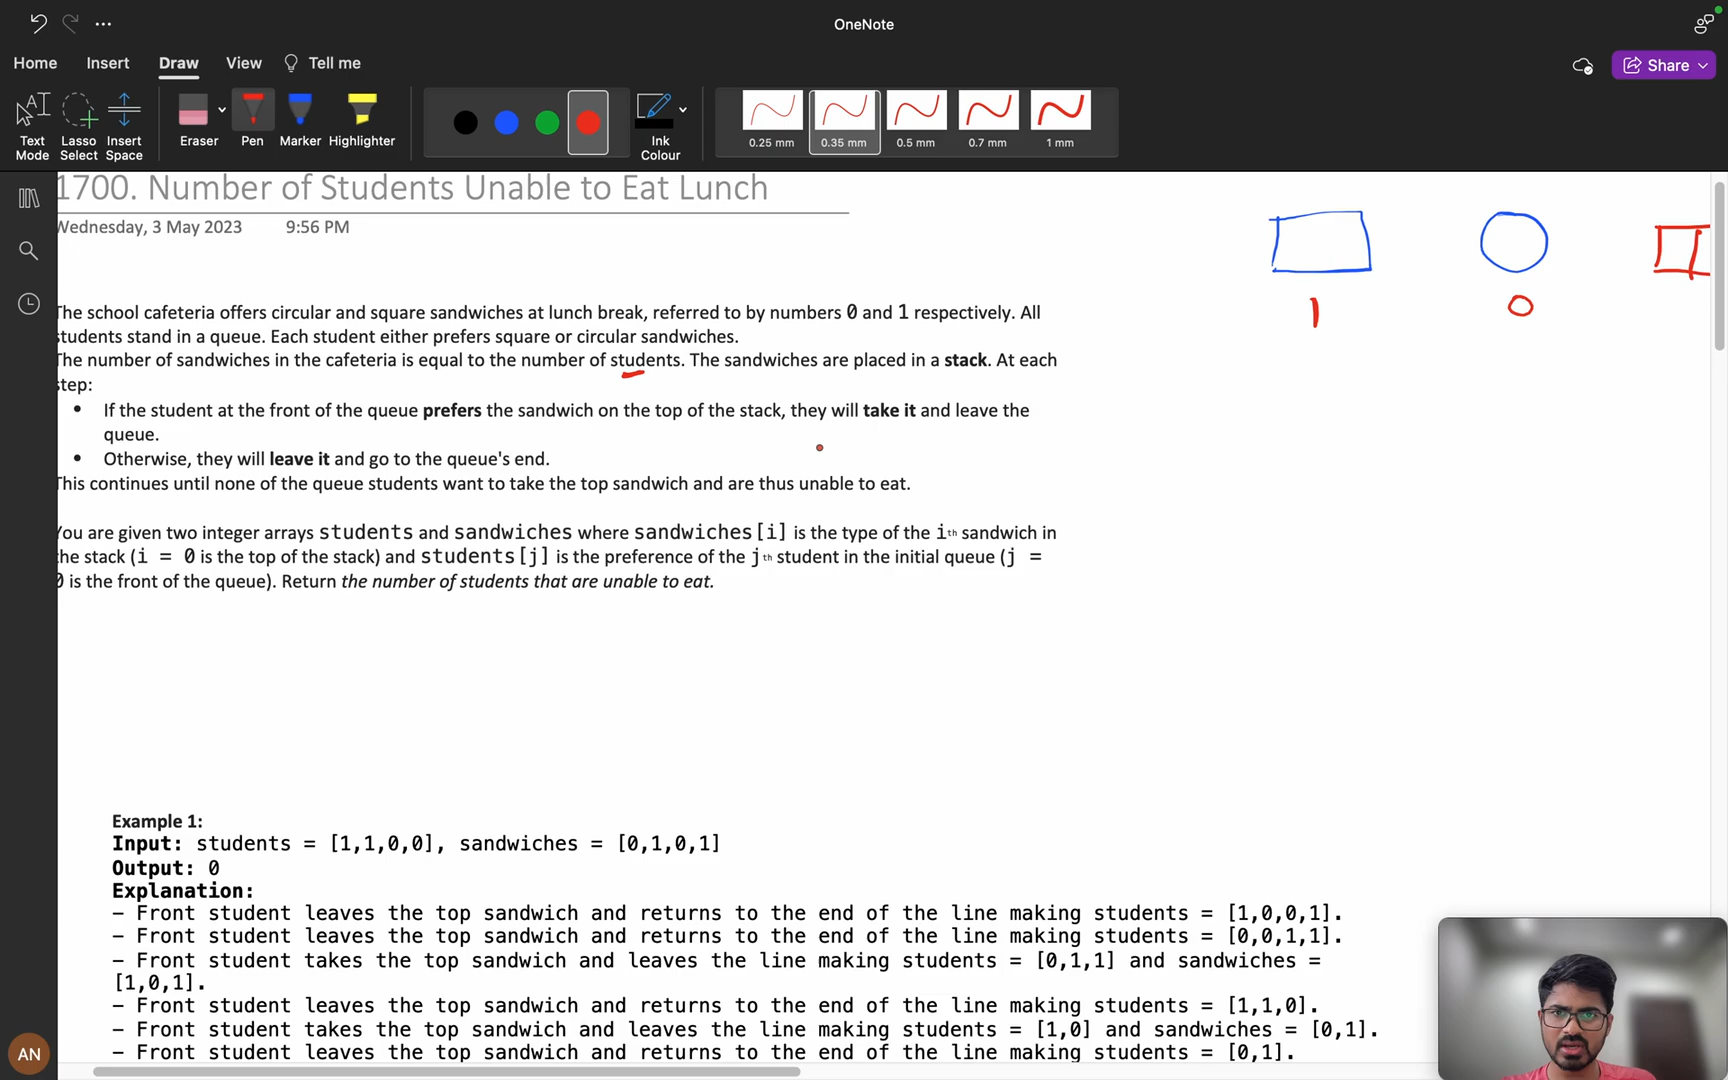 OneNote
Home Insert Draw View Tell me
Share
Text Mode
Lasso Select
Insert Space
Eraser
Pen
Marker
Highlighter
Ink Colour
0.25 mm
0.35 mm
0.5 mm
0.7 mm
1 mm
1700. Number of Students Unable to Eat Lunch
Wednesday, 3 May 2023 9:56 PM
1 0
The school cafeteria offers circular and square sandwiches at lunch break, referred to by numbers 0 and 1 respectively. All
students stand in a queue. Each student either prefers square or circular sandwiches.
The number of sandwiches in the cafeteria is equal to the number of students. The sandwiches are placed in a stack. At each
step:
• If the student at the front of the queue prefers the sandwich on the top of the stack, they will take it and leave the
queue.
• Otherwise, they will leave it and go to the queue's end.
This continues until none of the queue students want to take the top sandwich and are thus unable to eat.
You are given two integer arrays students and sandwiches where sandwiches[i] is the type of the ith sandwich in
the stack (i = 0 is the top of the stack) and students[j] is the preference of the jth student in the initial queue (j =
0 is the front of the queue). Return the number of students that are unable to eat.
Example 1:
Input: students = [1,1,0,0], sandwiches = [0,1,0,1]
Output: 0
Explanation:
– Front student leaves the top sandwich and returns to the end of the line making students = [1,0,0,1].
– Front student leaves the top sandwich and returns to the end of the line making students = [0,0,1,1].
– Front student takes the top sandwich and leaves the line making students = [0,1,1] and sandwiches =
[1,0,1].
– Front student leaves the top sandwich and returns to the end of the line making students = [1,1,0].
– Front student takes the top sandwich and leaves the line making students = [1,0] and sandwiches = [0,1].
– Front student leaves the top sandwich and returns to the end of the line making students = [0,1].
AN